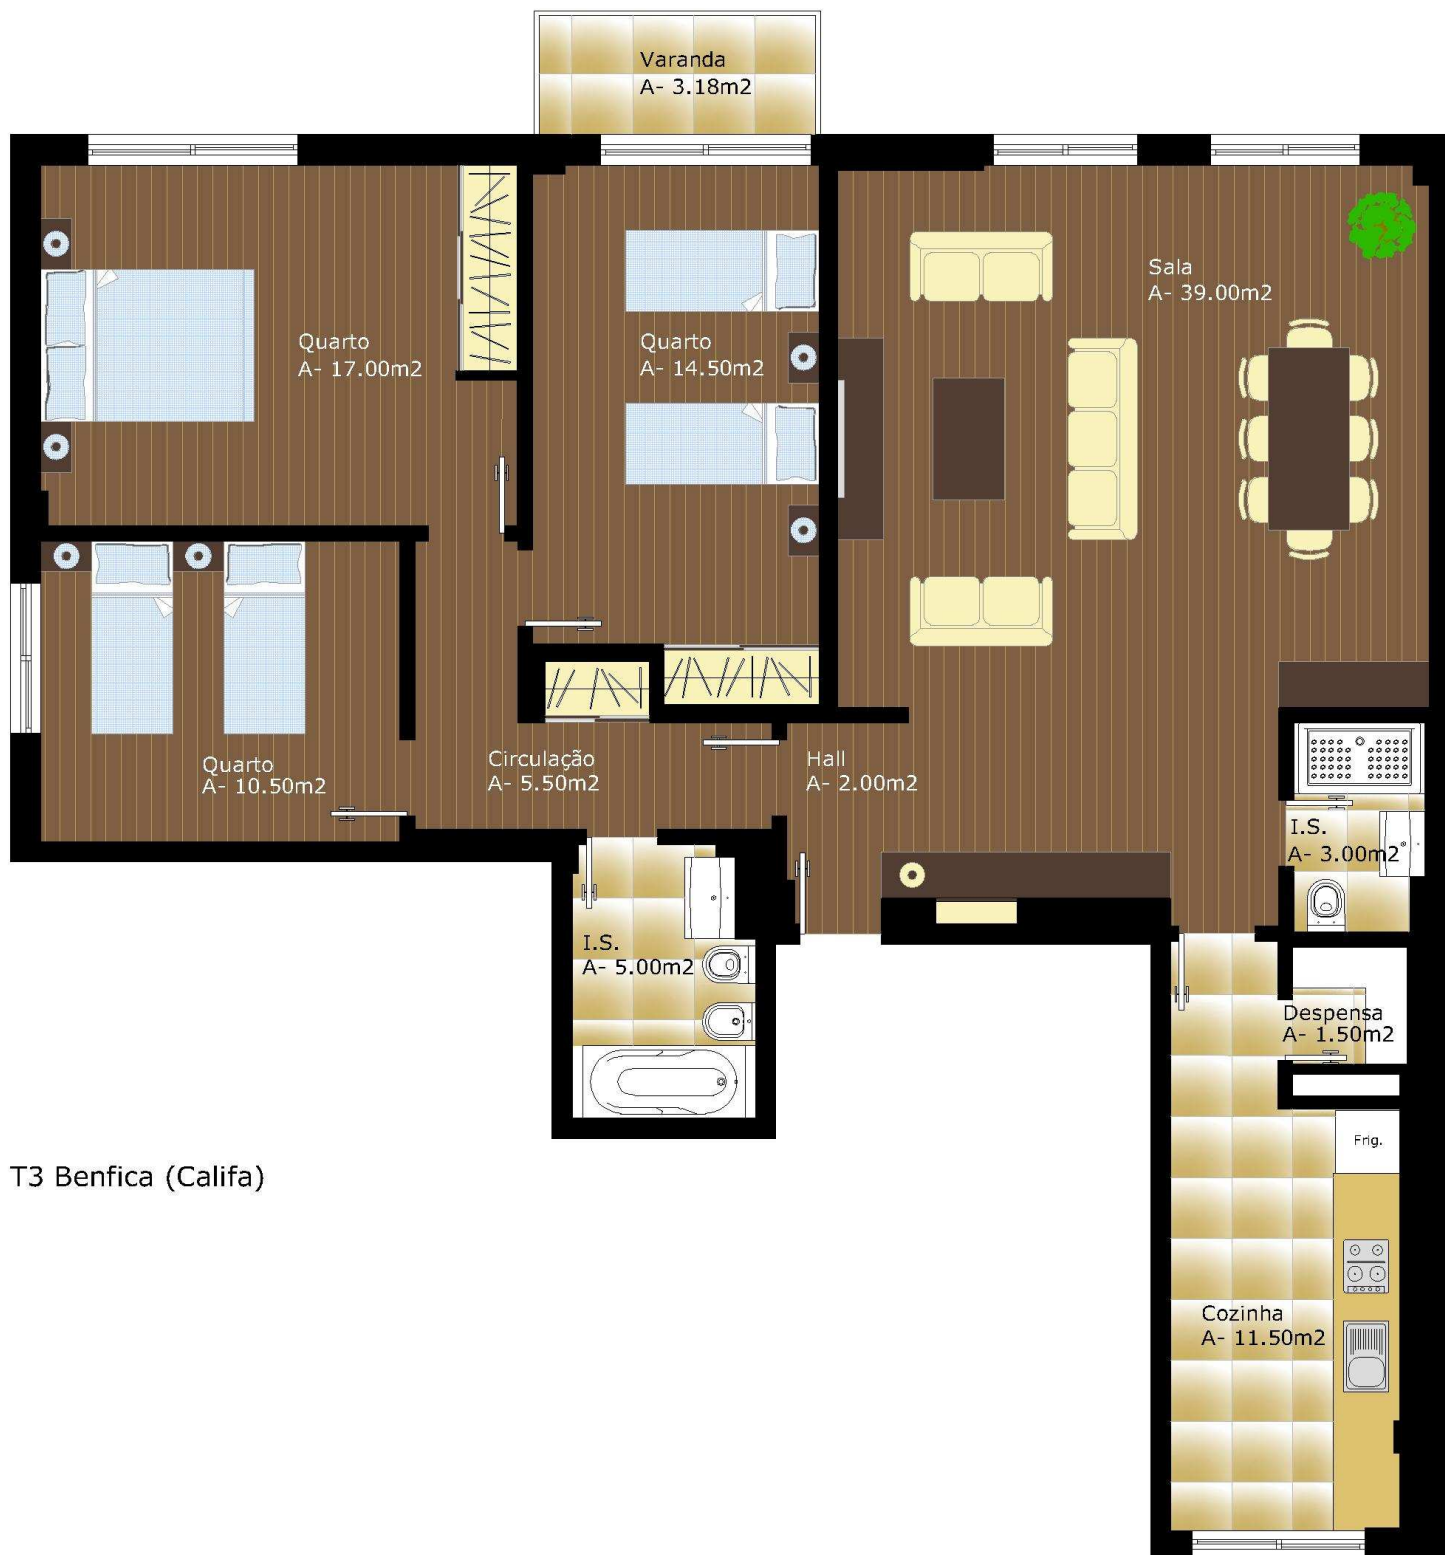 Varanda
A- 3.18m2
Sala
A- 39.00m2
Quarto
A- 17.00m2
Quarto
A- 14.50m2
Quarto
A- 10.50m2
Circulação
A- 5.50m2
Hall
A- 2.00m2
I.S.
A- 3.00m2
I.S.
A- 5.00m2
Despensa
A- 1.50m2
Frig.
T3 Benfica (Califa)
Cozinha
A- 11.50m2